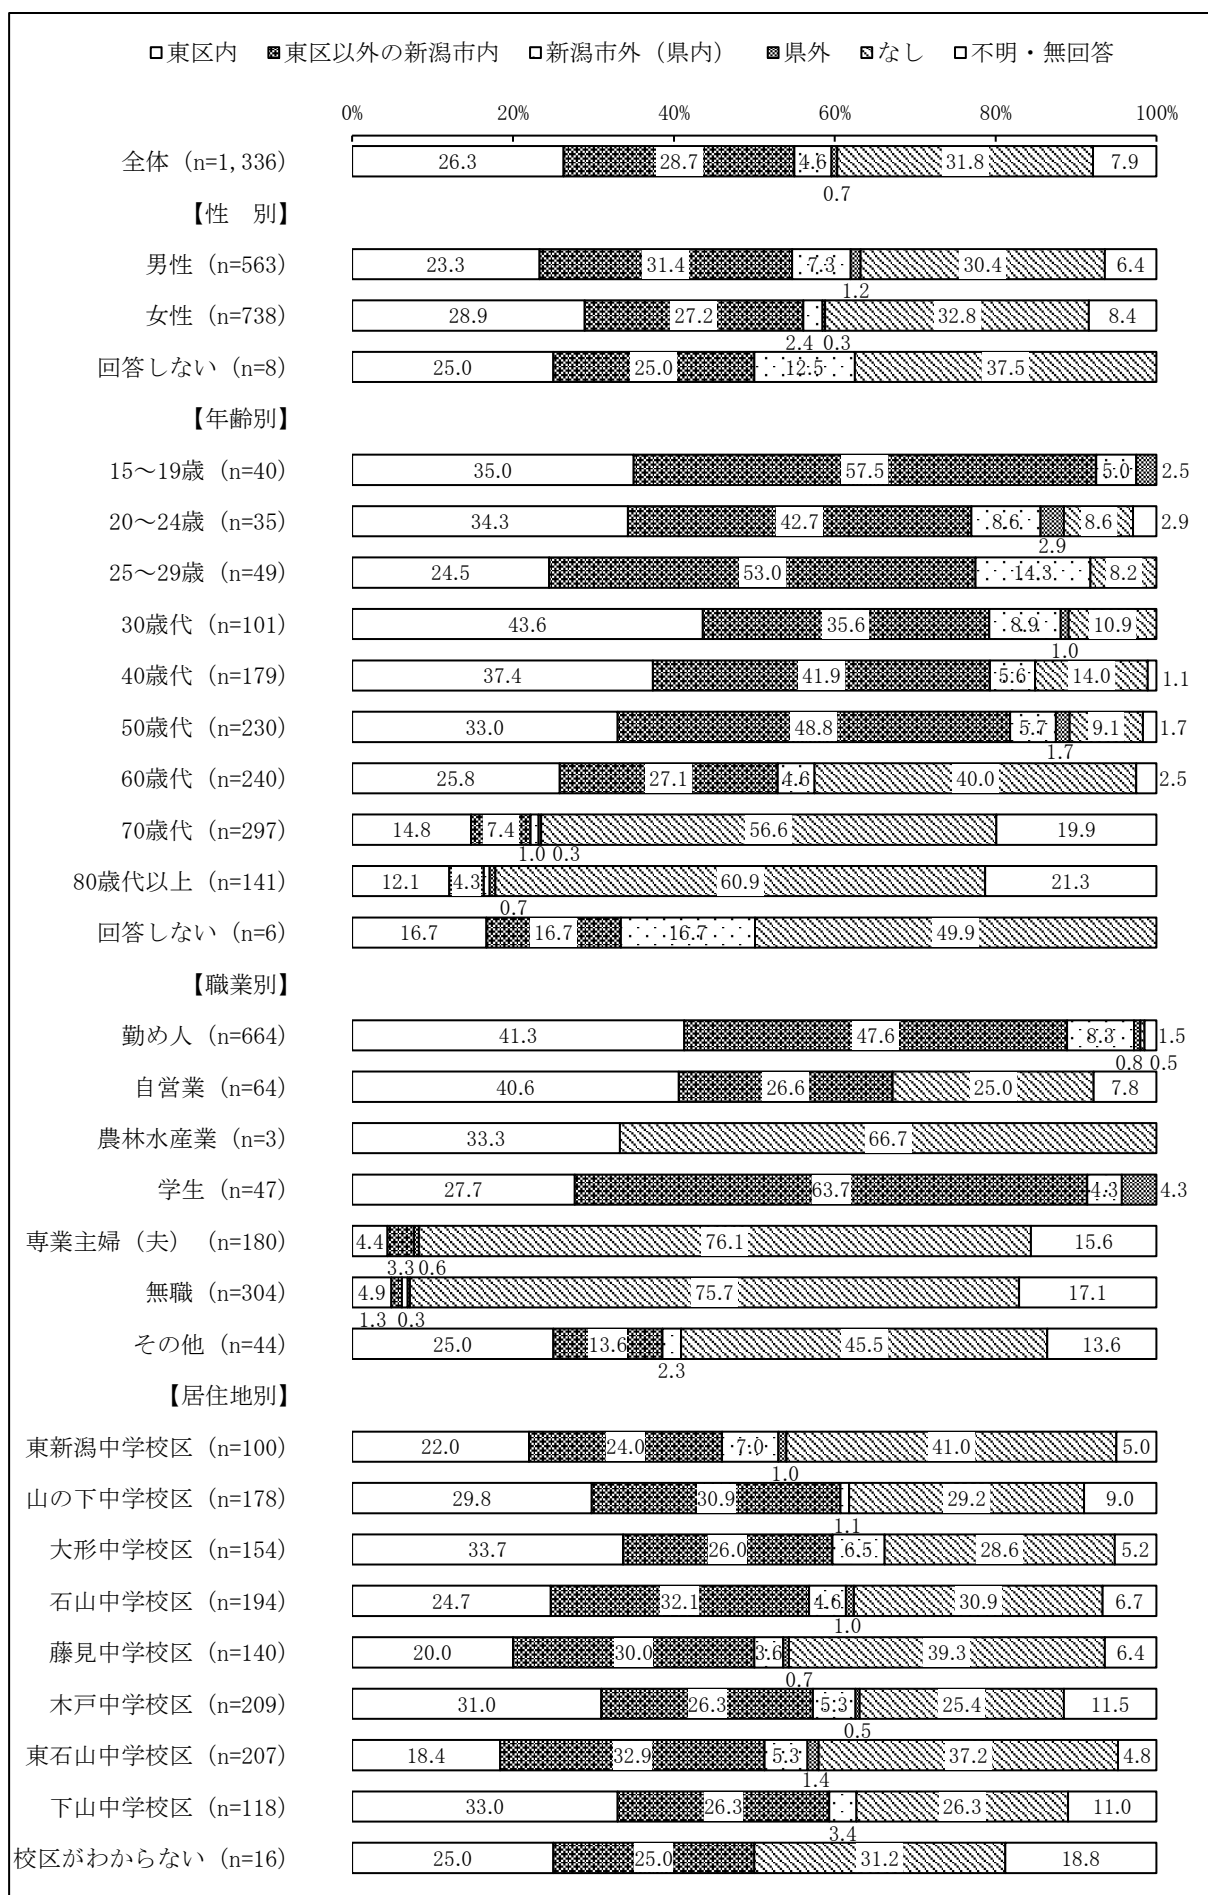 東区内 東区以外の新潟市内 新潟市外（県内） 県外 なし 不明・無回答
0% 20% 40% 60% 80% 100%
全体（n=1,336） 26.3 28.7 4.6 31.8 7.9
0.7
【性　別】
男性（n=563） 23.3 31.4 7.3 30.4 6.4
1.2
女性（n=738） 28.9 27.2 32.8 8.4
2.4 0.3
回答しない（n=8） 25.0 25.0 12.5 37.5
【年齢別】
15～19歳（n=40） 35.0 57.5 5.0 2.5
20～24歳（n=35） 34.3 42.7 8.6 8.6 2.9
2.9
25～29歳（n=49） 24.5 53.0 14.3 8.2
30歳代（n=101） 43.6 35.6 8.9 10.9
1.0
40歳代（n=179） 37.4 41.9 5.6 14.0 1.1
50歳代（n=230） 33.0 48.8 5.7 9.1 1.7
1.7
60歳代（n=240） 25.8 27.1 4.6 40.0 2.5
70歳代（n=297） 14.8 7.4 56.6 19.9
1.0 0.3
80歳代以上（n=141） 12.1 4.3 60.9 21.3
0.7
回答しない（n=6） 16.7 16.7 16.7 49.9
【職業別】
勤め人（n=664） 41.3 47.6 8.3 1.5
0.8 0.5
自営業（n=64） 40.6 26.6 25.0 7.8
農林水産業（n=3） 33.3 66.7
学生（n=47） 27.7 63.7 4.3 4.3
専業主婦（夫）（n=180） 4.4 76.1 15.6
3.3 0.6
無職（n=304） 4.9 75.7 17.1
1.3 0.3
その他（n=44） 25.0 13.6 45.5 13.6
2.3
【居住地別】
東新潟中学校区（n=100） 22.0 24.0 7.0 41.0 5.0
1.0
山の下中学校区（n=178） 29.8 30.9 29.2 9.0
1.1
大形中学校区（n=154） 33.7 26.0 6.5 28.6 5.2
石山中学校区（n=194） 24.7 32.1 4.6 30.9 6.7
1.0
藤見中学校区（n=140） 20.0 30.0 3.6 39.3 6.4
0.7
木戸中学校区（n=209） 31.0 26.3 5.3 25.4 11.5
0.5
東石山中学校区（n=207） 18.4 32.9 5.3 37.2 4.8
1.4
下山中学校区（n=118） 33.0 26.3 26.3 11.0
3.4
校区がわからない（n=16） 25.0 25.0 31.2 18.8